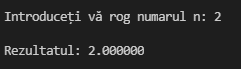 Introduceți vă rog numarul n: 2
Rezultatul: 2.000000